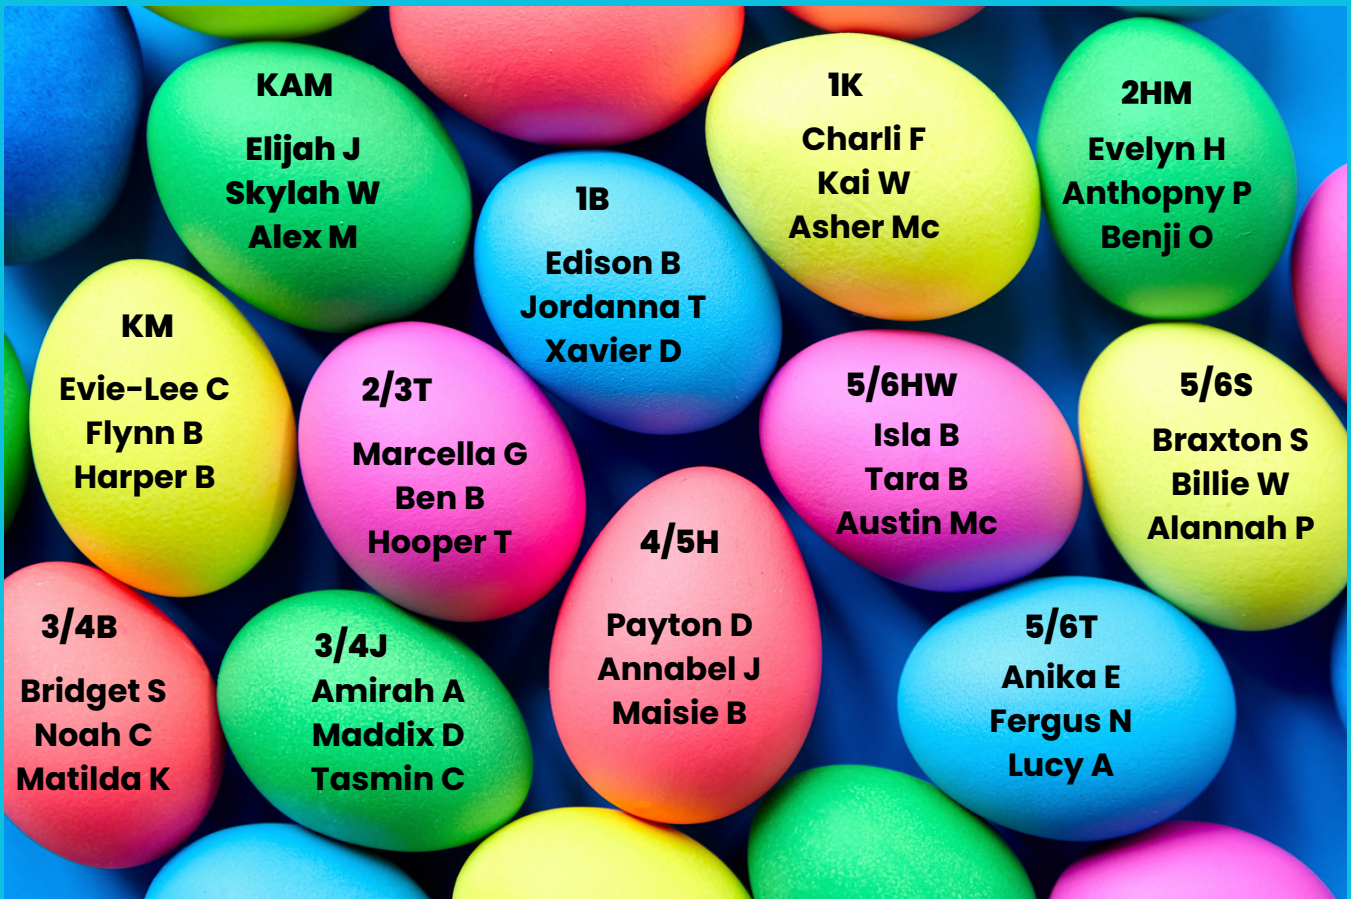 KAM
Elijah J
Skylah W
Alex M
1K
Charli F
Kai W
Asher Mc
2HM
Evelyn H
Anthopny P
Benji O
1B
Edison B
Jordanna T
Xavier D
KM
Evie-Lee C
Flynn B
Harper B
2/3T
Marcella G
Ben B
Hooper T
5/6HW
Isla B
Tara B
Austin Mc
5/6S
Braxton S
Billie W
Alannah P
4/5H
Payton D
Annabel J
Maisie B
3/4B
Bridget S
Noah C
Matilda K
3/4J
Amirah A
Maddix D
Tasmin C
5/6T
Anika E
Fergus N
Lucy A